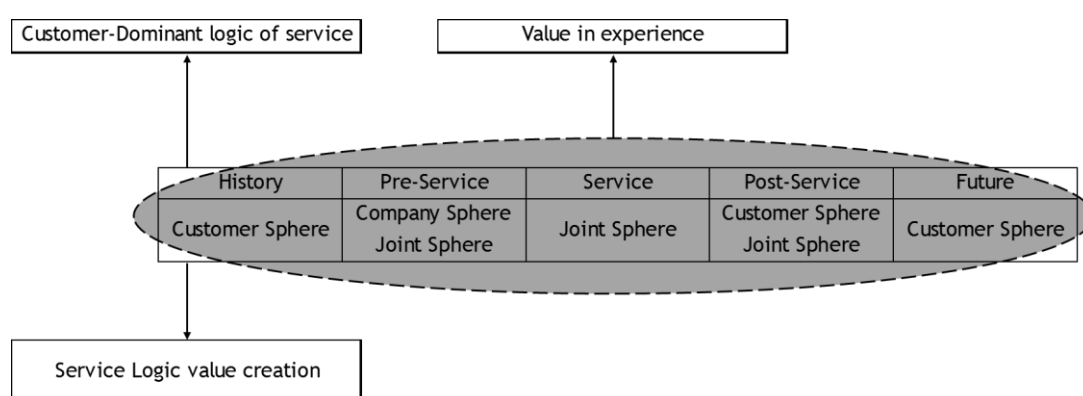 Customer-Dominant logic of service
Value in experience
History
Pre-Service
Service
Post-Service
Future
Customer Sphere
Company Sphere
Joint Sphere
Joint Sphere
Customer Sphere
Joint Sphere
Customer Sphere
Service Logic value creation